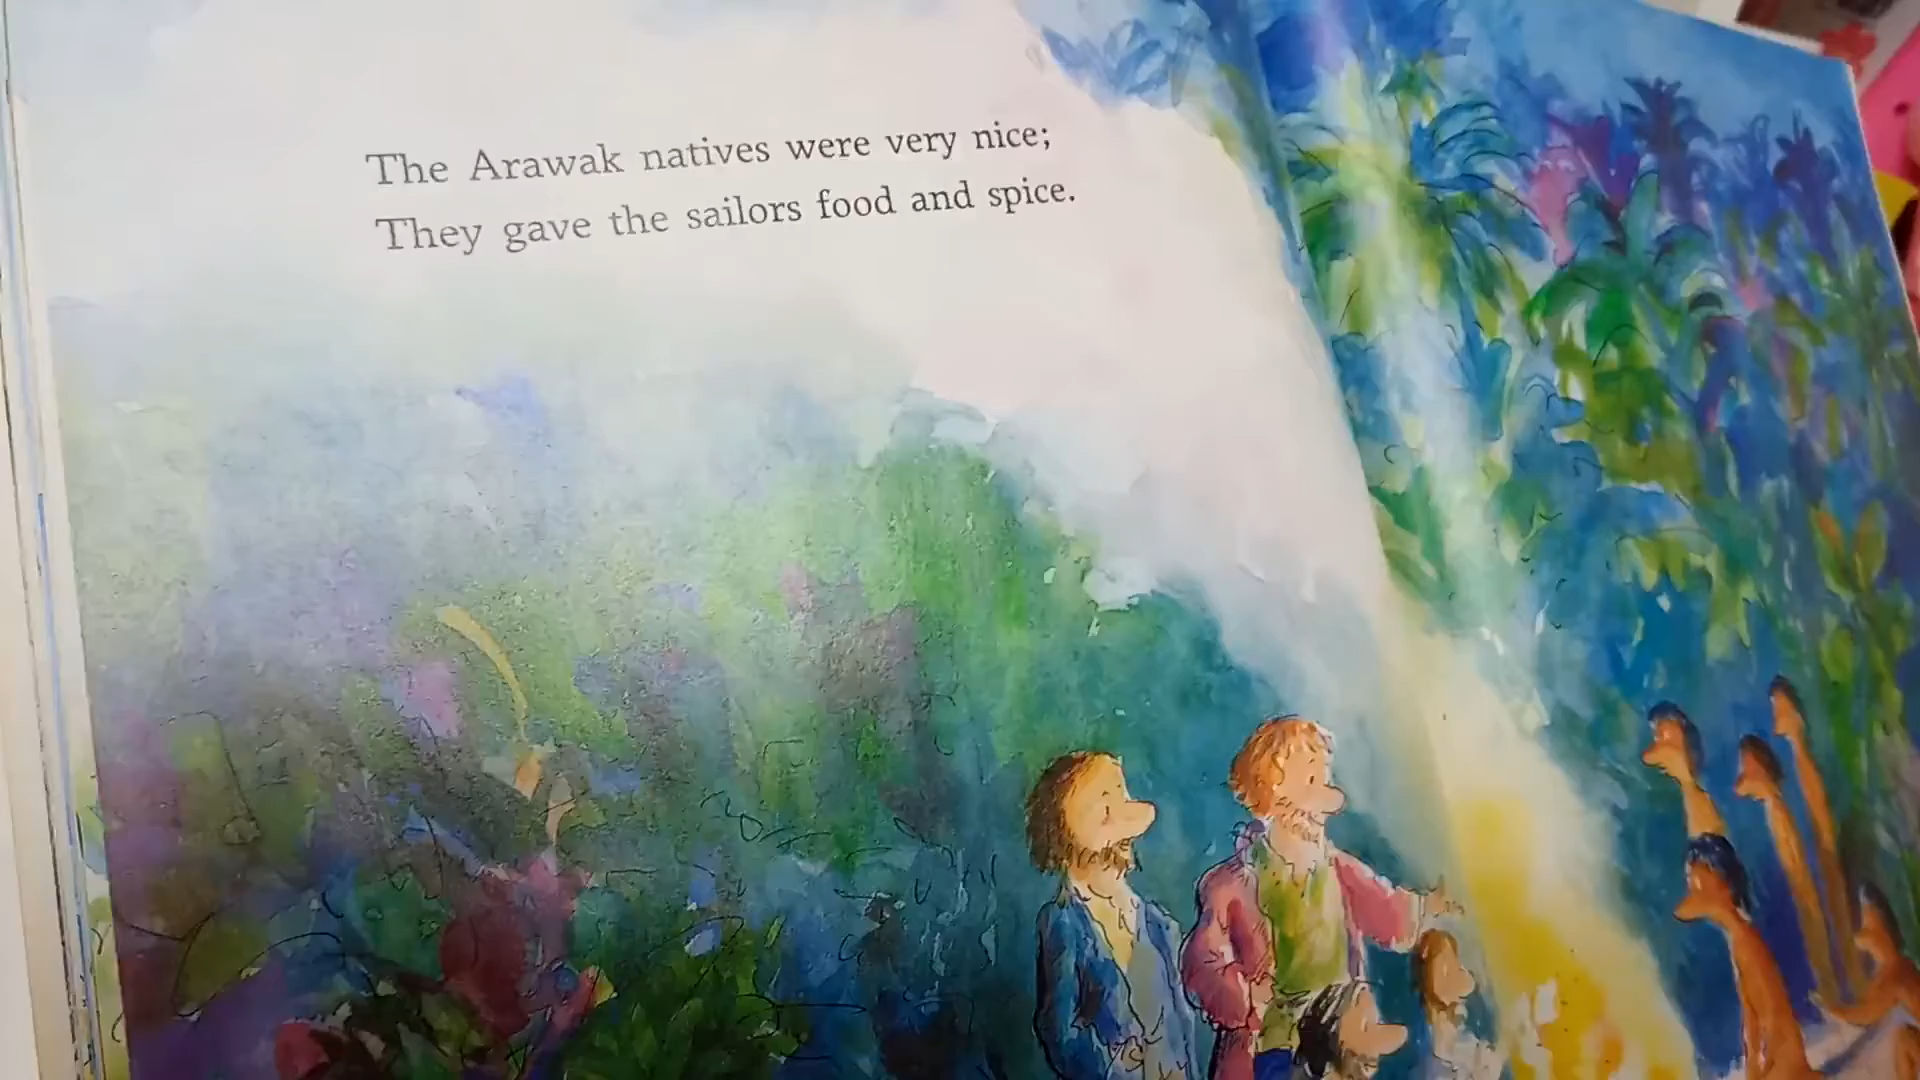 The Arawak natives were very nice;
They gave the sailors food and spice.